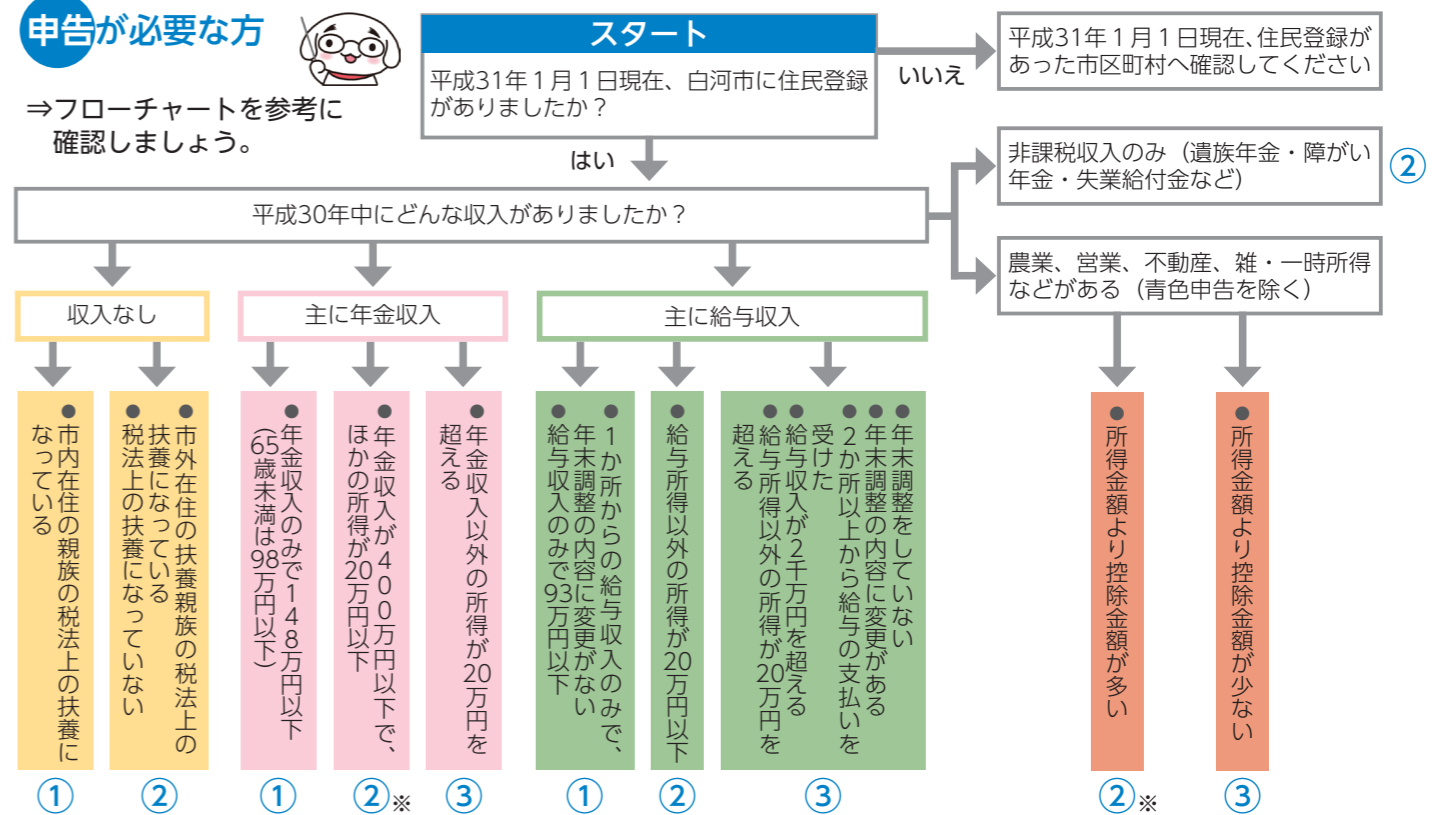 申告が必要な方
⇒フローチャートを参考に
確認しましょう。
スタート
平成31年1月1日現在、白河市に住民登録
がありましたか？
いいえ
平成31年1月1日現在、住民登録が
あった市区町村へ確認してください
はい
平成30年中にどんな収入がありましたか？
非課税収入のみ（遺族年金・障がい
年金・失業給付金など）
②
農業、営業、不動産、雑・一時所得
などがある（青色申告を除く）
収入なし
主に年金収入
主に給与収入
●市内在住の親族の税法上の扶養に
なっている
①
●市外在住の扶養親族の税法上の
扶養になっている
●税法上の扶養になっていない
②
●年金収入のみで148万円以下
（65歳未満は98万円以下）
①
●年金収入が400万円以下で、
ほかの所得が20万円以下
②※
●年金収入以外の所得が20万円を
超える
③
●1か所からの給与収入のみで、
年末調整の内容に変更がない
●給与収入のみで93万円以下
①
●給与所得以外の所得が20万円以下
②
●年末調整をしていない
●年末調整の内容に変更がある
●2か所以上から給与の支払いを
受けた
●給与収入が2千万円を超える
●給与所得以外の所得が20万円を
超える
③
●所得金額より控除金額が多い
②※
●所得金額より控除金額が少ない
③